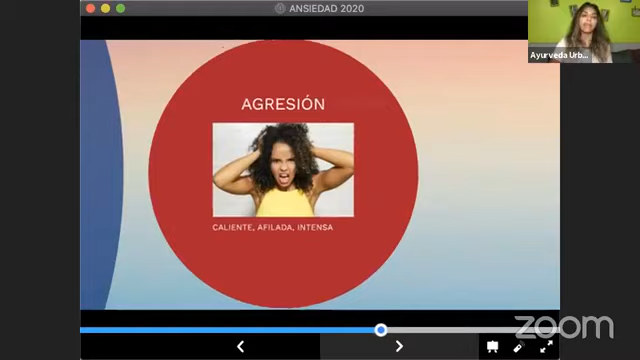 ANSIEDAD 2020
Ayurveda Urb...
AGRESIÓN
CALIENTE, AFILADA, INTENSA
zoom